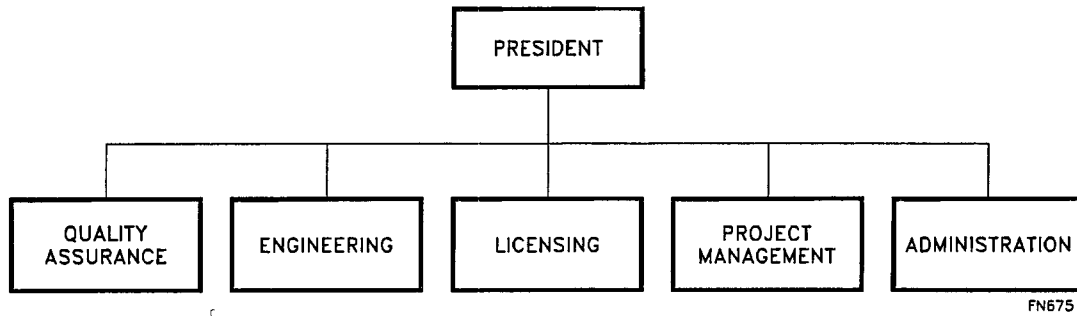 PRESIDENT
QUALITY
ASSURANCE
ENGINEERING
LICENSING
PROJECT
MANAGEMENT
ADMINISTRATION
FN675